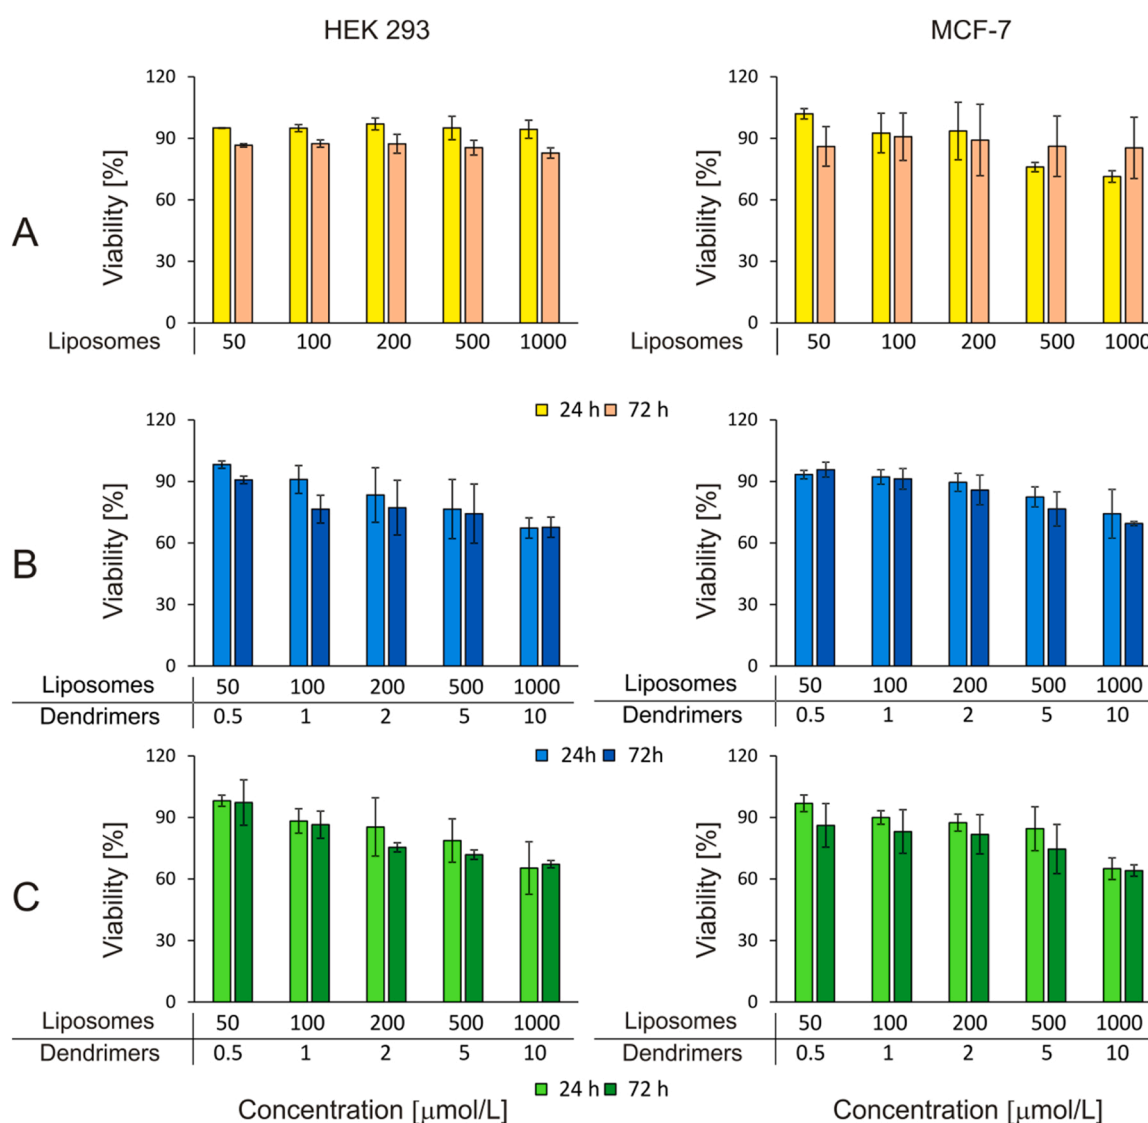 HEK 293 MCF-7
A
Viability [%] 120 90 60 30 0
Viability [%] 120 90 60 30 0
Liposomes 50 100 200 500 1000
Liposomes 50 100 200 500 1000
24 h 72 h
B
Viability [%] 120 90 60 30 0
Viability [%] 120 90 60 30 0
Liposomes 50 100 200 500 1000
Dendrimers 0.5 1 2 5 10
Liposomes 50 100 200 500 1000
Dendrimers 0.5 1 2 5 10
24h 72h
C
Viability [%] 120 90 60 30 0
Viability [%] 120 90 60 30 0
Liposomes 50 100 200 500 1000
Dendrimers 0.5 1 2 5 10
Liposomes 50 100 200 500 1000
Dendrimers 0.5 1 2 5 10
24 h 72 h
Concentration [μmol/L] Concentration [μmol/L]